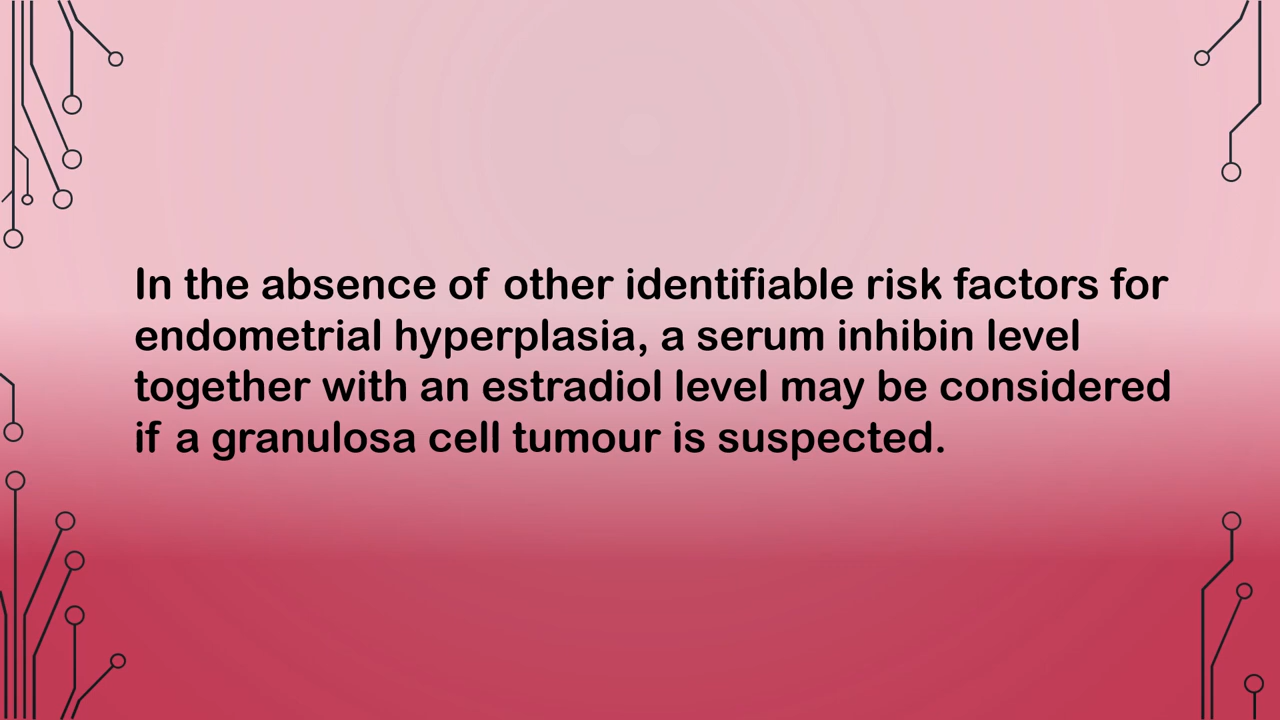 In the absence of other identifiable risk factors for
endometrial hyperplasia, a serum inhibin level
together with an estradiol level may be considered
if a granulosa cell tumour is suspected.